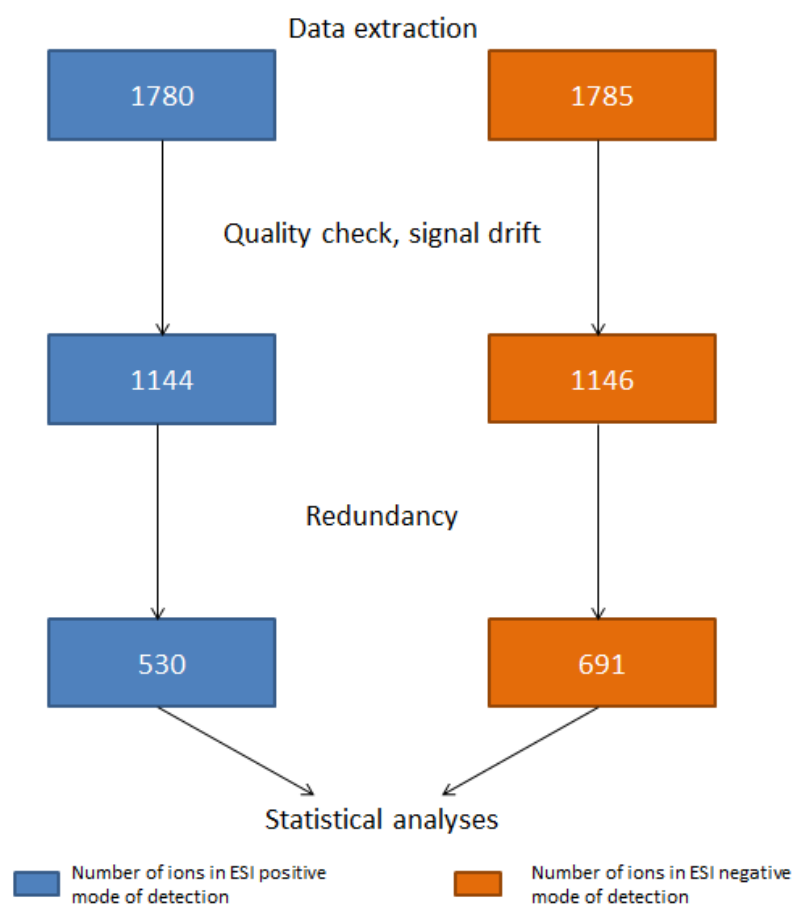 Data extraction
1780
1785
Quality check, signal drift
1144
1146
Redundancy
530
691
Statistical analyses
Number of ions in ESI positive
mode of detection
Number of ions in ESI negative
mode of detection